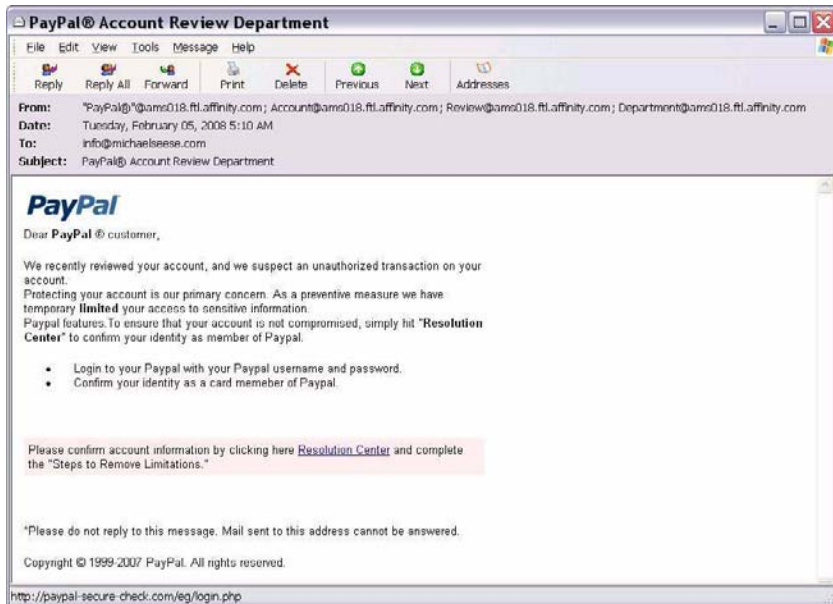 PayPal® Account Review Department
File Edit View Tools Message Help
Reply Reply All Forward Print Delete Previous Next Addresses
From: "PayPal®"@ams018.ftl.affinity.com; Account@ams018.ftl.affinity.com; Review@ams018.ftl.affinity.com; Department@ams018.ftl.affinity.com
Date: Tuesday, February 05, 2008 5:10 AM
To: info@michaelseese.com
Subject: PayPal® Account Review Department
PayPal
Dear PayPal ® customer,
We recently reviewed your account, and we suspect an unauthorized transaction on your
account.
Protecting your account is our primary concern. As a preventive measure we have
temporary limited your access to sensitive information.
Paypal features.To ensure that your account is not compromised, simply hit "Resolution
Center" to confirm your identity as member of Paypal.
• Login to your Paypal with your Paypal username and password.
• Confirm your identity as a card memeber of Paypal.
Please confirm account information by clicking here Resolution Center and complete
the "Steps to Remove Limitations."
*Please do not reply to this message. Mail sent to this address cannot be answered.
Copyright © 1999-2007 PayPal. All rights reserved.
http://paypal-secure-check.com/eg/login.php